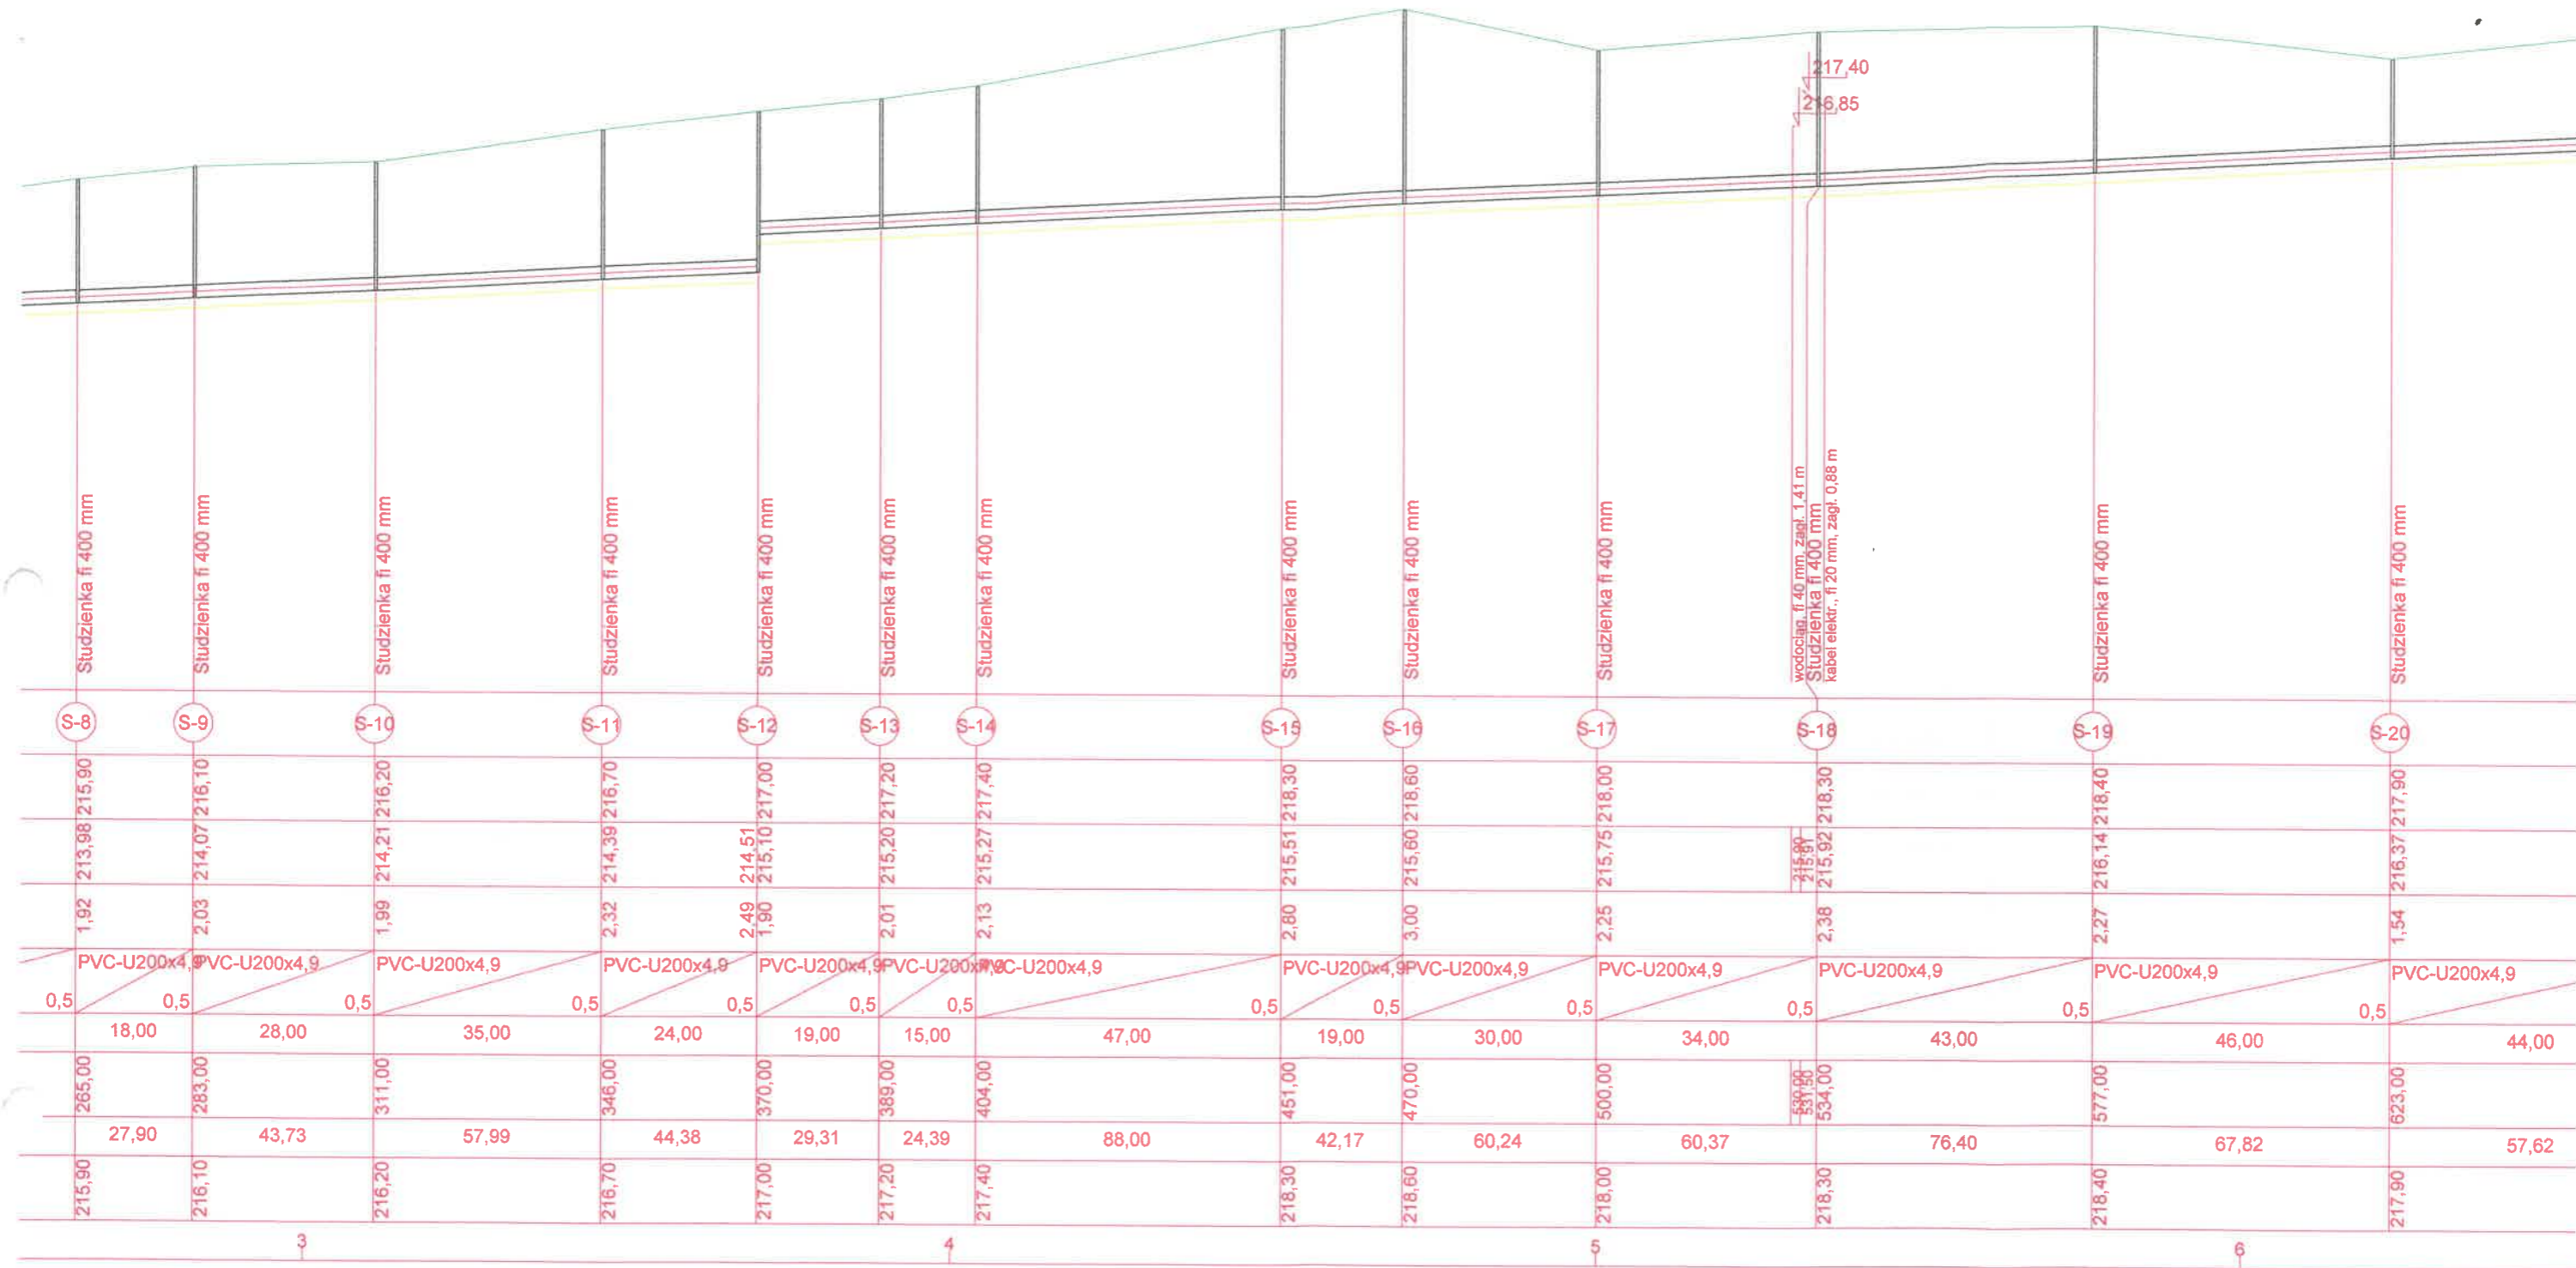 217,40
216,85
Studzienka fi 400 mm
Studzienka fi 400 mm
Studzienka fi 400 mm
Studzienka fi 400 mm
Studzienka fi 400 mm
Studzienka fi 400 mm
Studzienka fi 400 mm
Studzienka fi 400 mm
Studzienka fi 400 mm
Studzienka fi 400 mm
wodociąg, fi 40 mm, zagł. 1,41 m
Studzienka fi 400 mm
kabel elektr., fi 20 mm, zagł. 0,88 m
Studzienka fi 400 mm
Studzienka fi 400 mm
S-8 S-9 S-10 S-11 S-12 S-13 S-14 S-15 S-16 S-17 S-18 S-19 S-20
215,90 216,10 216,20 216,70 217,00 217,20 217,40 218,30 218,60 218,00 218,30 218,40 217,90
213,98 214,07 214,21 214,39 214,51 215,10 215,20 215,27 215,51 215,60 215,75 215,90 215,91 215,92 216,14 216,37
1,92 2,03 1,99 2,32 2,49 1,90 2,01 2,13 2,80 3,00 2,25 2,38 2,27 1,54
PVC-U200x4,9 PVC-U200x4,9 PVC-U200x4,9 PVC-U200x4,9 PVC-U200x4,9 PVC-U200x4,9 PVC-U200x4,9 PVC-U200x4,9 PVC-U200x4,9 PVC-U200x4,9 PVC-U200x4,9 PVC-U200x4,9 PVC-U200x4,9
0,5 0,5 0,5 0,5 0,5 0,5 0,5 0,5 0,5 0,5 0,5 0,5 0,5
18,00 28,00 35,00 24,00 19,00 15,00 47,00 19,00 30,00 34,00 43,00 46,00 44,00
265,00 283,00 311,00 346,00 370,00 389,00 404,00 451,00 470,00 500,00 530,00 531,50 534,00 577,00 623,00
27,90 43,73 57,99 44,38 29,31 24,39 88,00 42,17 60,24 60,37 76,40 67,82 57,62
215,90 216,10 216,20 216,70 217,00 217,20 217,40 218,30 218,60 218,00 218,30 218,40 217,90
3 4 5 6